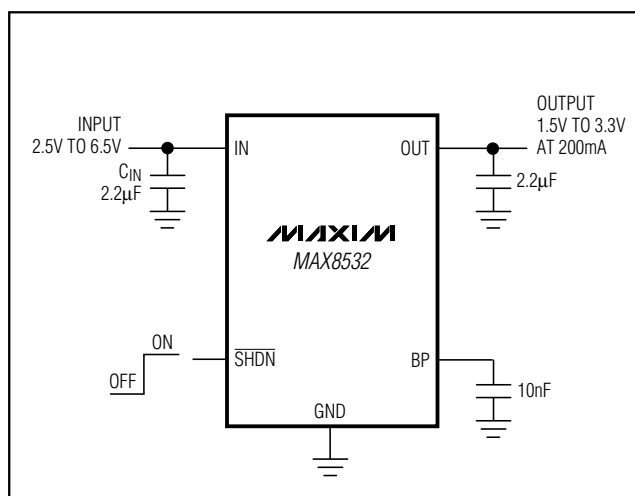 INPUT
2.5V TO 6.5V
OUTPUT
1.5V TO 3.3V
AT 200mA
IN
OUT
CIN
2.2µF
2.2µF
MAXIM
MAX8532
ON
OFF
SHDN
BP
10nF
GND